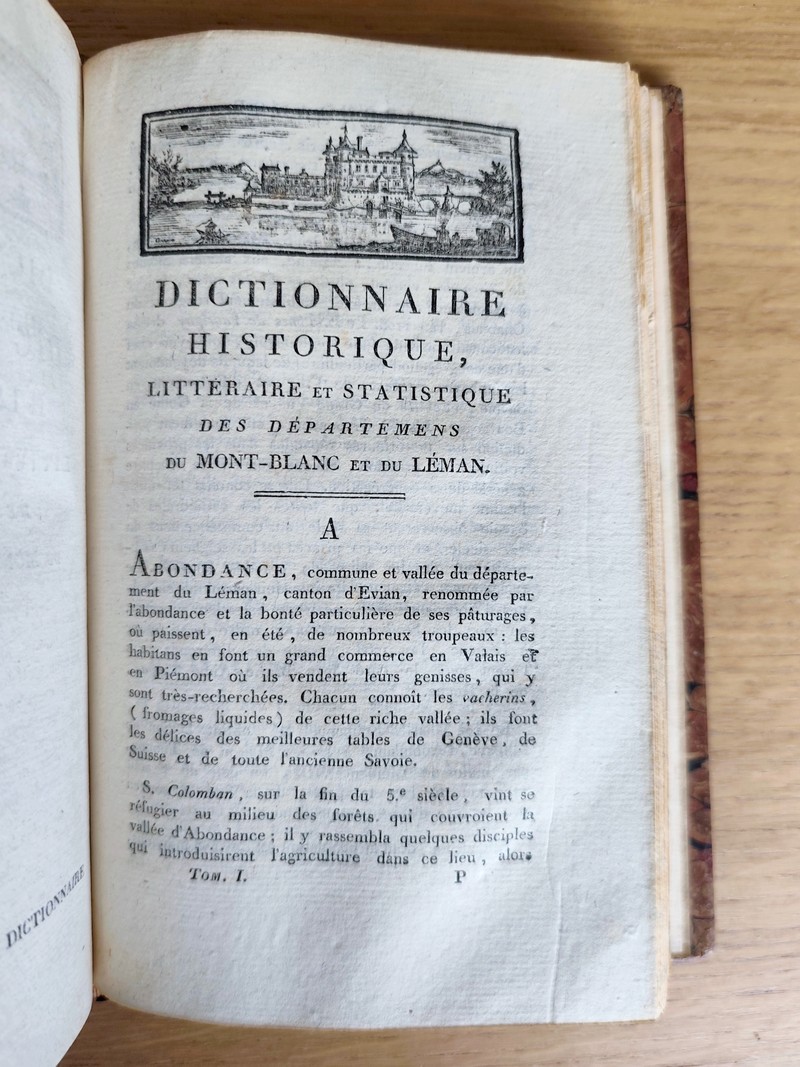 DICTIONNAIRE
HISTORIQUE,
LITTÉRAIRE ET STATISTIQUE
DES DÉPARTEMENS
DU MONT-BLANC ET DU LÉMAN.
A
ABONDANCE, commune et vallée du départe-
ment du Léman, canton d'Evian, renommée par
l'abondance et la bonté particulière de ses pâturages,
où paissent, en été, de nombreux troupeaux : les
habitans en font un grand commerce en Valais et
en Piémont où ils vendent leurs genisses, qui y
sont très-recherchées. Chacun connoît les vacherins,
( fromages liquides ) de cette riche vallée ; ils font
les délices des meilleures tables de Genève, de
Suisse et de toute l'ancienne Savoie.
S. Colomban, sur la fin du 5.e siècle, vint se
réfugier au milieu des forêts qui couvroient la
vallée d'Abondance ; il y rassembla quelques disciples
qui introduisirent l'agriculture dans ce lieu, alors
Tom. I. P
DICTIONNAIRE